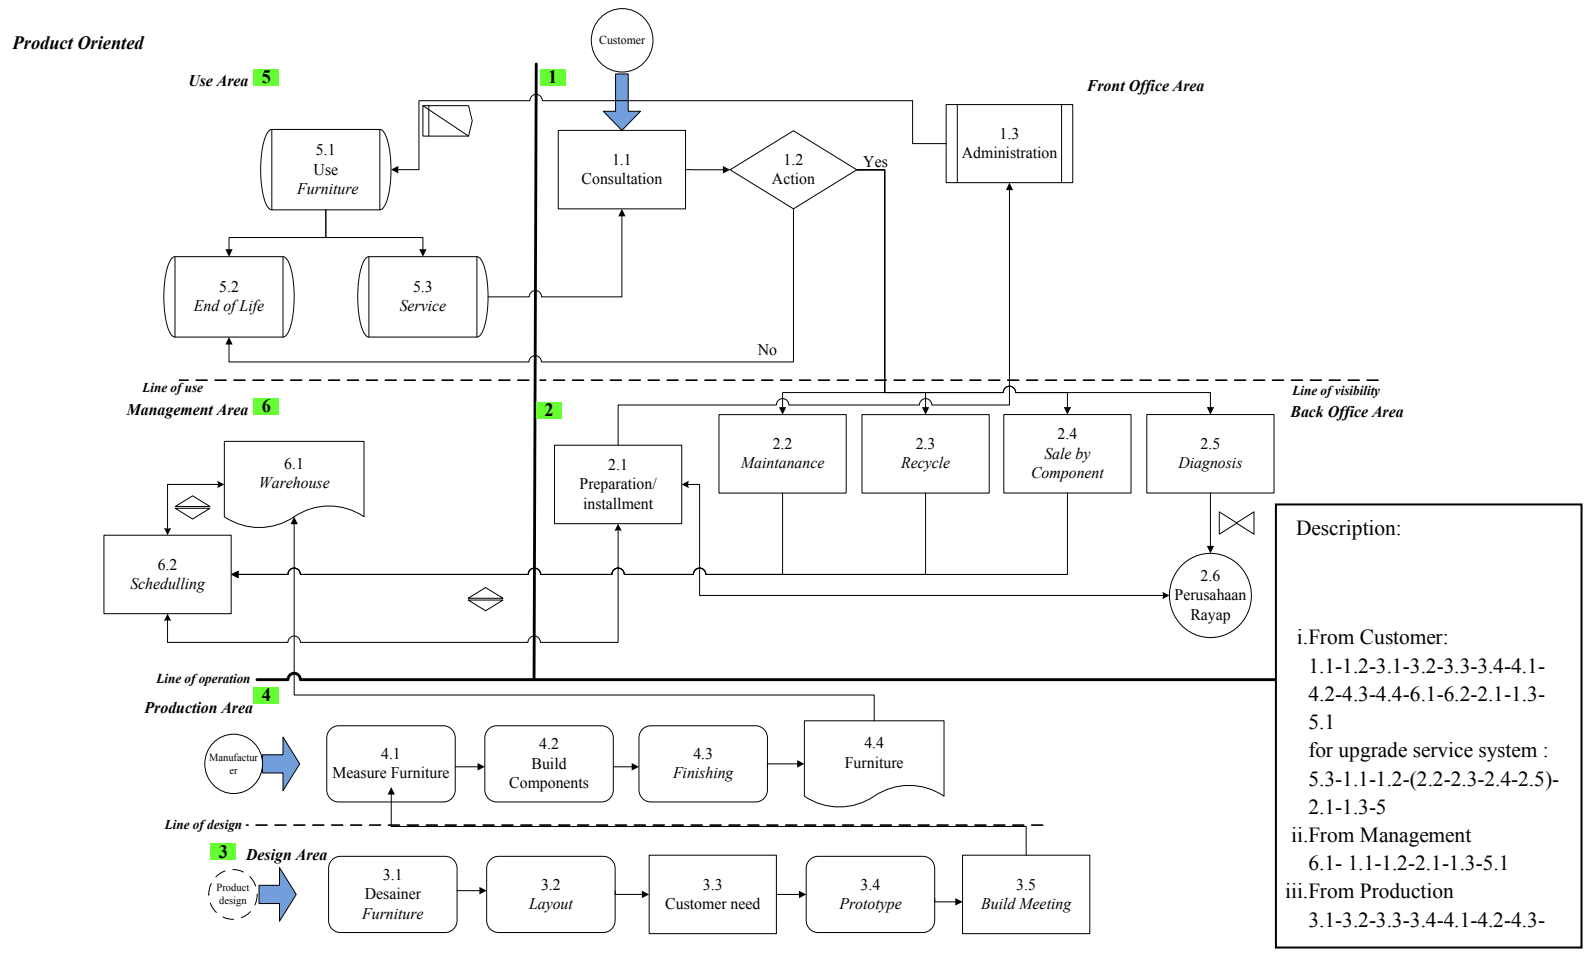 Product Oriented
Customer
Use Area 5
1
Front Office Area
5.1
Use
Furniture
1.1
Consultation
1.2
Action
Yes
1.3
Administration
5.2
End of Life
5.3
Service
No
Line of use
Line of visibility
Management Area 6
2
Back Office Area
6.1
Warehouse
2.1
Preparation/
installment
2.2
Maintanance
2.3
Recycle
2.4
Sale by
Component
2.5
Diagnosis
6.2
Schedulling
2.6
Perusahaan
Rayap
Line of operation
4
Production Area
Manufactur
er
4.1
Measure Furniture
4.2
Build
Components
4.3
Finishing
4.4
Furniture
Line of design
3 Design Area
Product
design
3.1
Desainer
Furniture
3.2
Layout
3.3
Customer need
3.4
Prototype
3.5
Build Meeting
Description:
i.From Customer:
1.1-1.2-3.1-3.2-3.3-3.4-4.1-
4.2-4.3-4.4-6.1-6.2-2.1-1.3-
5.1
for upgrade service system :
5.3-1.1-1.2-(2.2-2.3-2.4-2.5)-
2.1-1.3-5
ii.From Management
6.1- 1.1-1.2-2.1-1.3-5.1
iii.From Production
3.1-3.2-3.3-3.4-4.1-4.2-4.3-